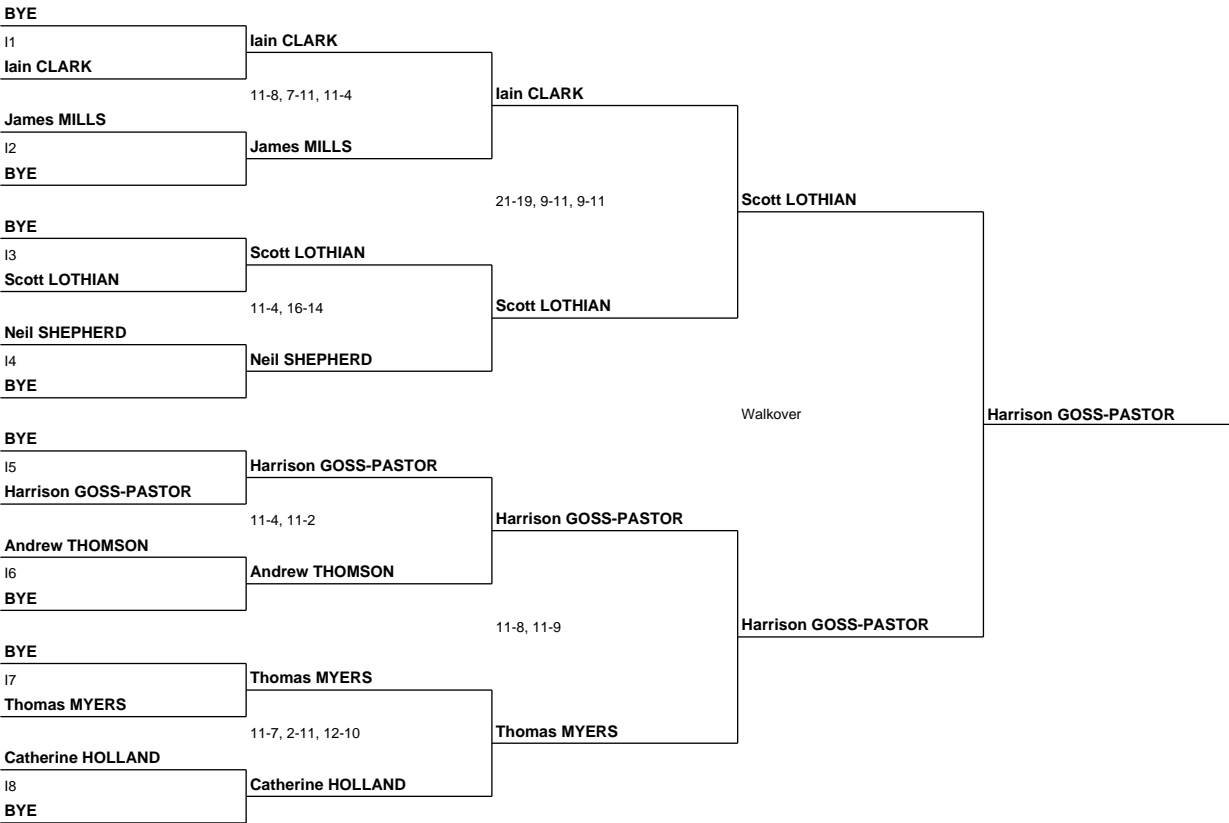 BYE
I1
Iain CLARK
Iain CLARK
11-8, 7-11, 11-4
Iain CLARK
James MILLS
I2
James MILLS
BYE
21-19, 9-11, 9-11
Scott LOTHIAN
BYE
I3
Scott LOTHIAN
Scott LOTHIAN
11-4, 16-14
Scott LOTHIAN
Neil SHEPHERD
I4
Neil SHEPHERD
BYE
Walkover
Harrison GOSS-PASTOR
BYE
I5
Harrison GOSS-PASTOR
Harrison GOSS-PASTOR
11-4, 11-2
Harrison GOSS-PASTOR
Andrew THOMSON
I6
Andrew THOMSON
BYE
11-8, 11-9
Harrison GOSS-PASTOR
BYE
I7
Thomas MYERS
Thomas MYERS
11-7, 2-11, 12-10
Thomas MYERS
Catherine HOLLAND
I8
Catherine HOLLAND
BYE